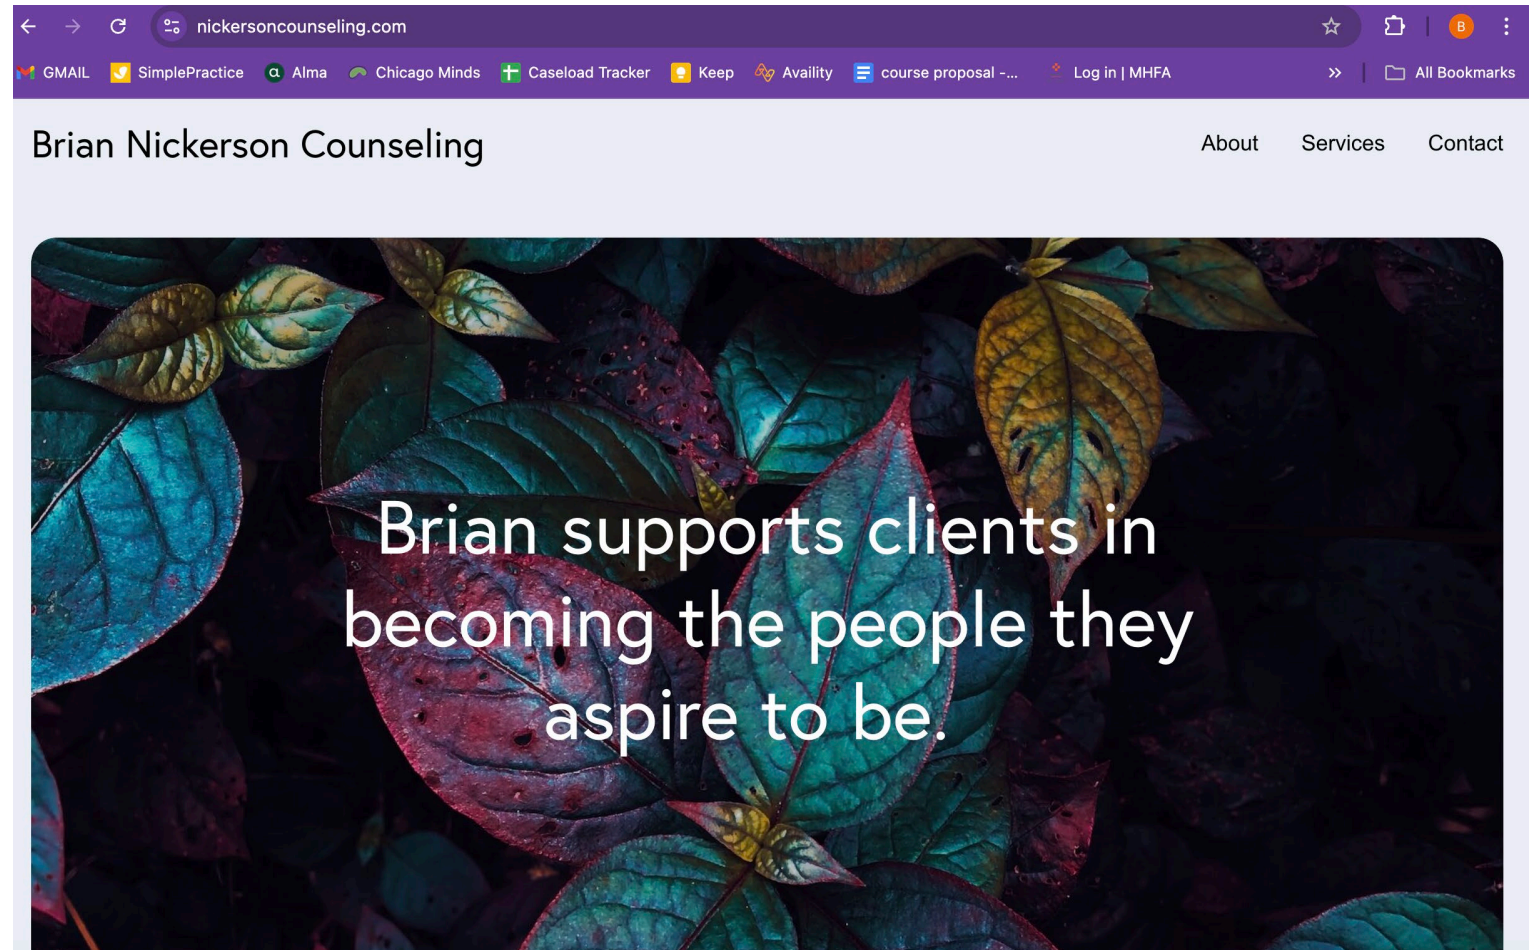 nickersoncounseling.com
B
GMAIL SimplePractice a Alma Chicago Minds Caseload Tracker Keep Availity course proposal -... Log in | MHFA » All Bookmarks
Brian Nickerson Counseling About Services Contact
Brian supports clients in
becoming the people they
aspire to be.